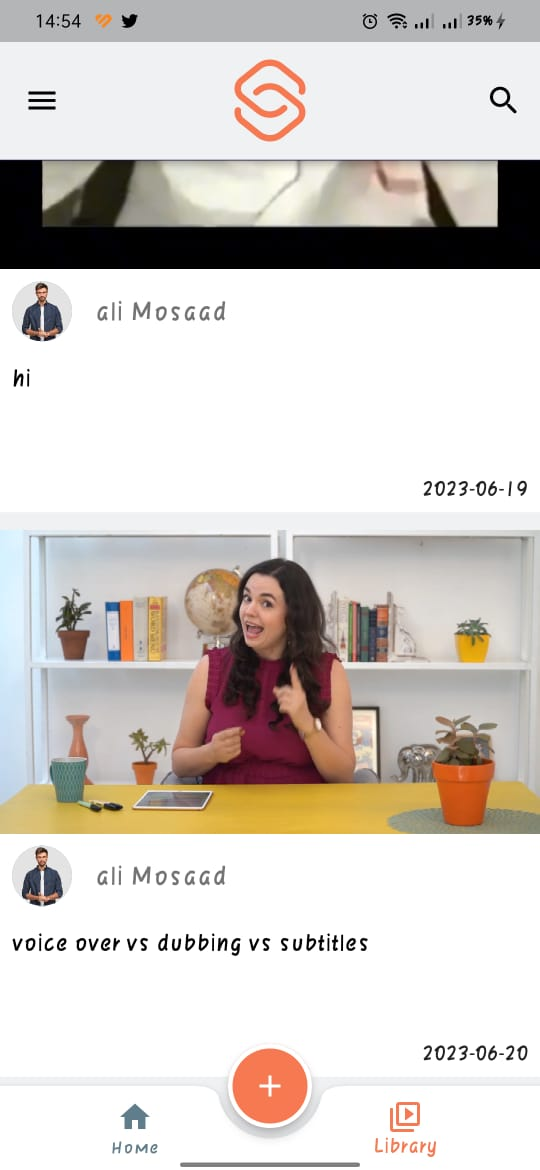 14:54
35%
ali Mosaad
hi
2023-06-19
ali Mosaad
voice over vs dubbing vs subtitles
2023-06-20
Home
Library